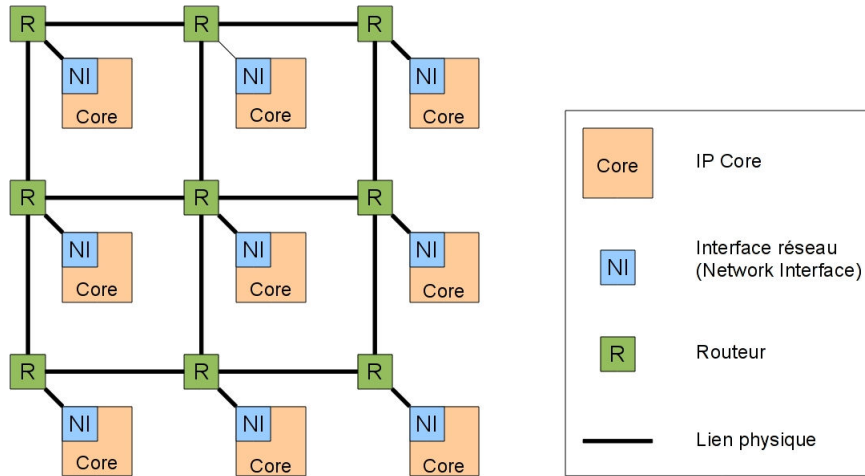 R R R
NI NI NI
Core Core Core
R R R
NI NI NI
Core Core Core
R R R
NI NI NI
Core Core Core
Core IP Core
NI Interface réseau
(Network Interface)
R Routeur
Lien physique